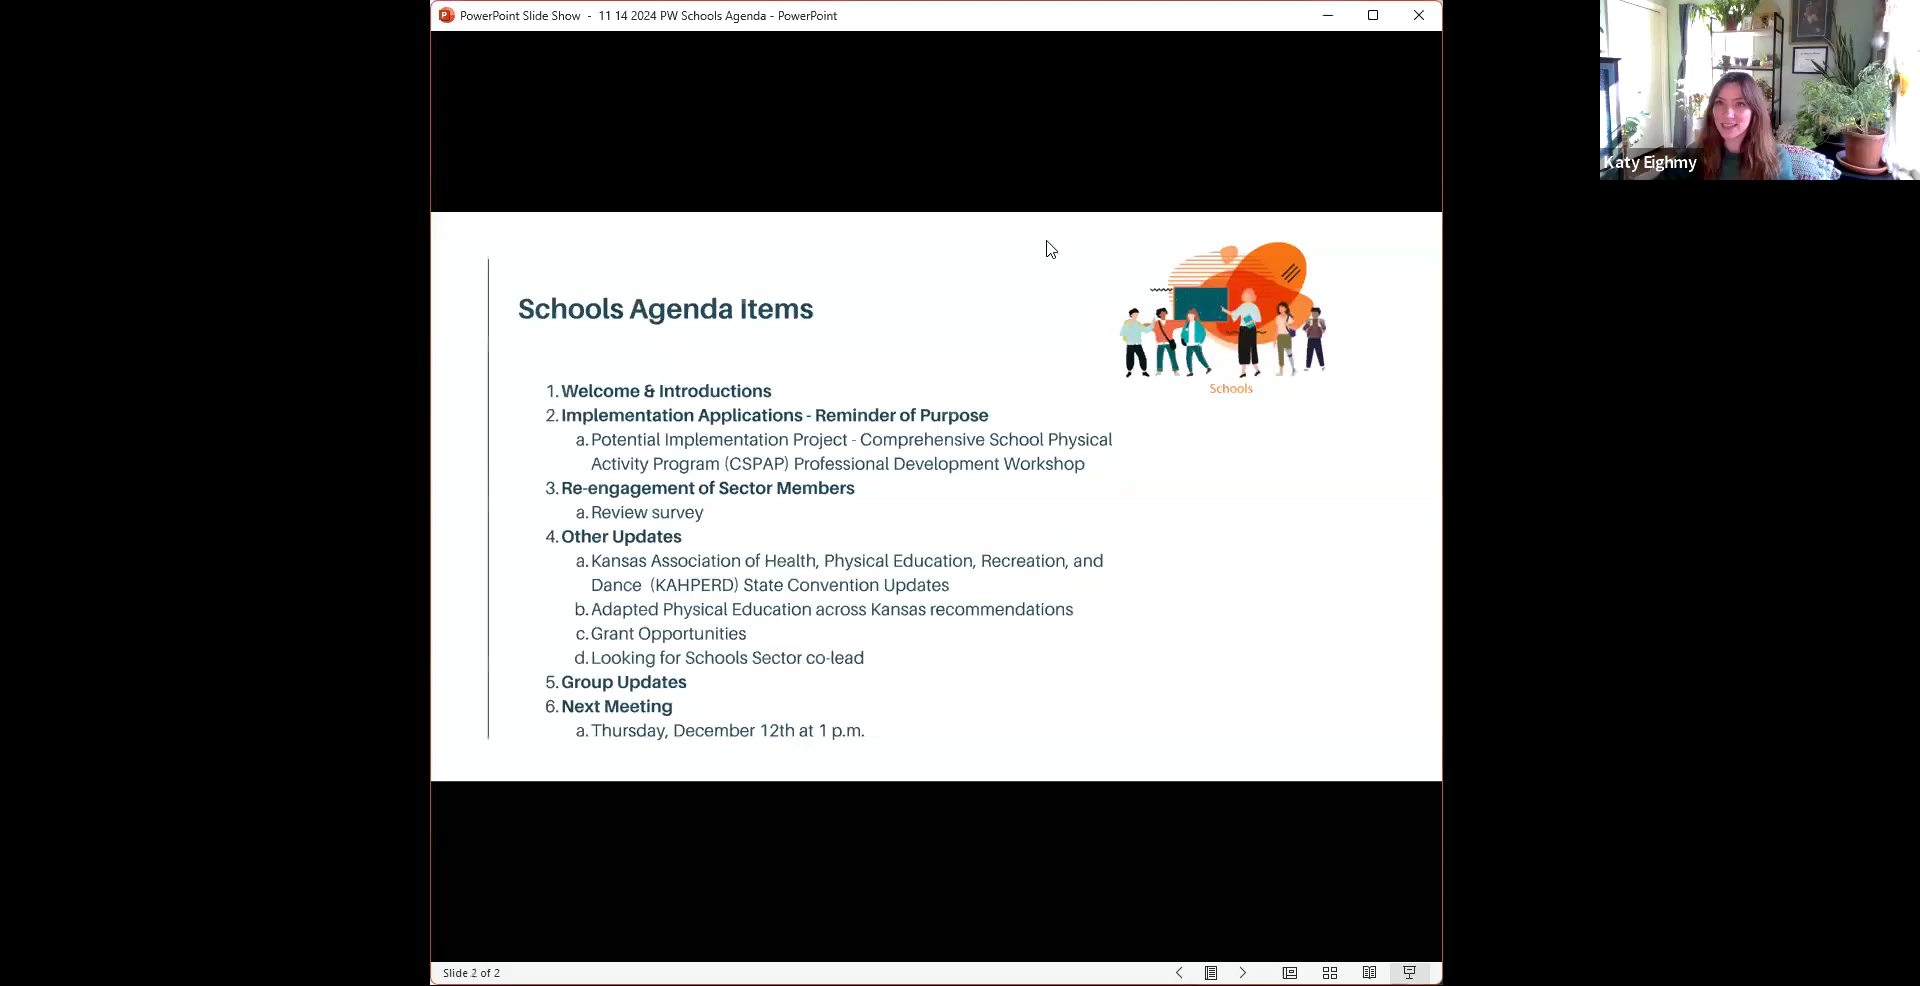 PowerPoint Slide Show - 11 14 2024 PW Schools Agenda - PowerPoint
Katy Eighmy
Schools Agenda Items
Schools
1. Welcome & Introductions
2. Implementation Applications - Reminder of Purpose
a. Potential Implementation Project - Comprehensive School Physical
Activity Program (CSPAP) Professional Development Workshop
3. Re-engagement of Sector Members
a. Review survey
4. Other Updates
a. Kansas Association of Health, Physical Education, Recreation, and
Dance (KAHPERD) State Convention Updates
b. Adapted Physical Education across Kansas recommendations
c. Grant Opportunities
d. Looking for Schools Sector co-lead
5. Group Updates
6. Next Meeting
a. Thursday, December 12th at 1 p.m.
Slide 2 of 2